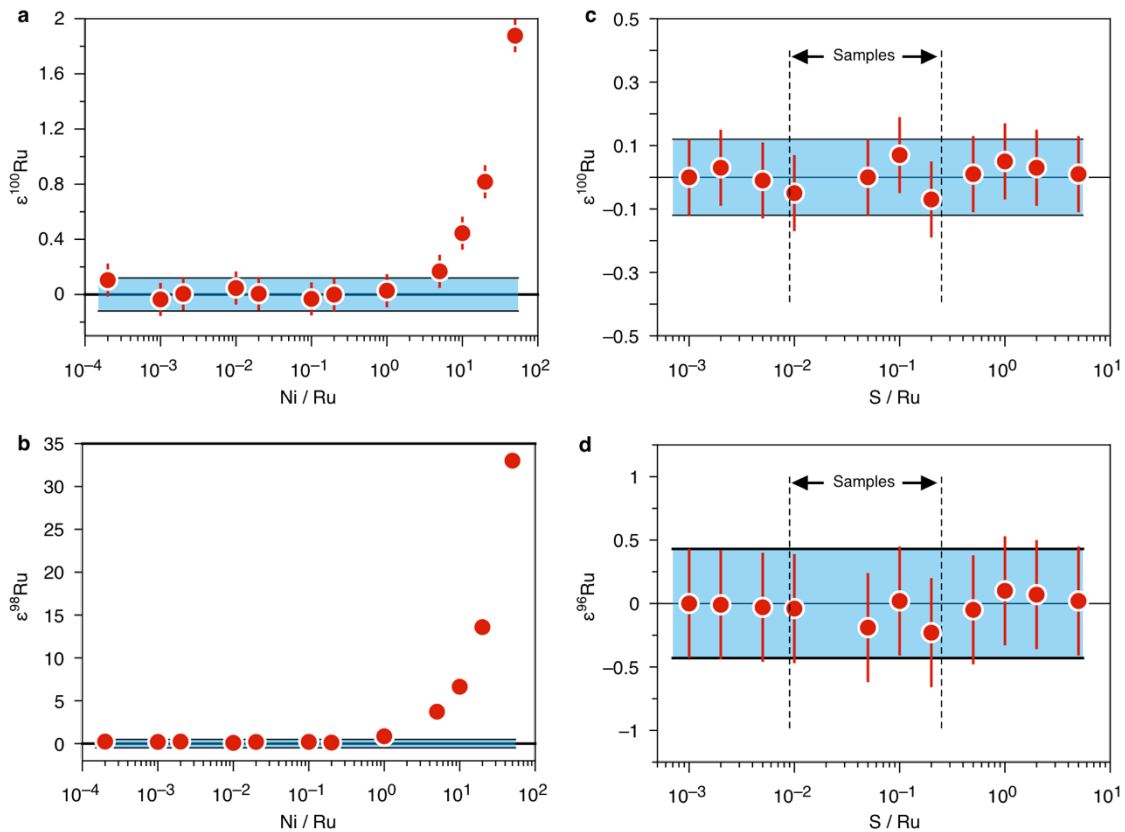 a
2
1.6
1.2
0.8
0.4
0
ε¹⁰⁰Ru
10⁻⁴ 10⁻³ 10⁻² 10⁻¹ 10⁰ 10¹ 10²
Ni / Ru
c
0.5
0.3
0.1
−0.1
−0.3
−0.5
ε¹⁰⁰Ru
Samples
10⁻³ 10⁻² 10⁻¹ 10⁰ 10¹
S / Ru
b
35
30
25
20
15
10
5
0
ε⁹⁸Ru
10⁻⁴ 10⁻³ 10⁻² 10⁻¹ 10⁰ 10¹ 10²
Ni / Ru
d
1
0.5
0
−0.5
−1
ε⁹⁶Ru
Samples
10⁻³ 10⁻² 10⁻¹ 10⁰ 10¹
S / Ru